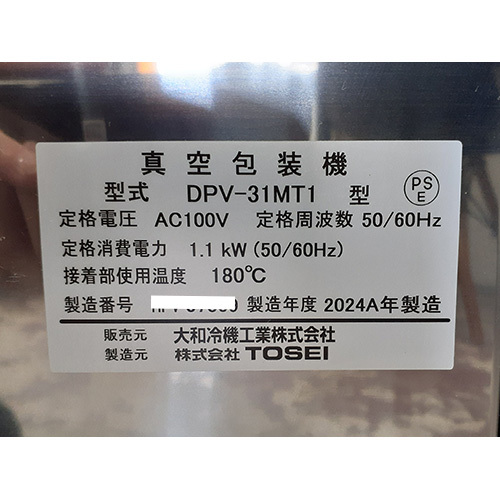 真空包装機
型式 DPV-31MT1 型 PSE
定格電圧 AC100V 定格周波数 50/60Hz
定格消費電力 1.1 kW (50/60Hz)
接着部使用温度 180℃
製造番号 製造年度 2024A年製造
販売元 大和冷機工業株式会社
製造元 株式会社 TOSEI